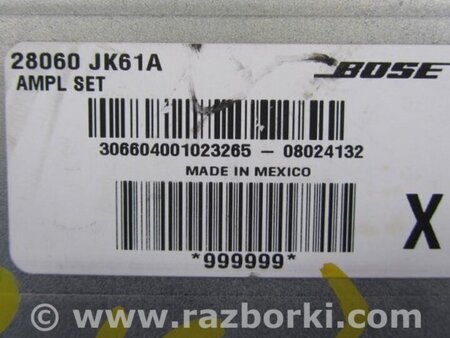 28060 JK61A
BOSE
AMPL SET
306604001023265 – 08024132
MADE IN MEXICO
X
*999999*
© www.razborki.com